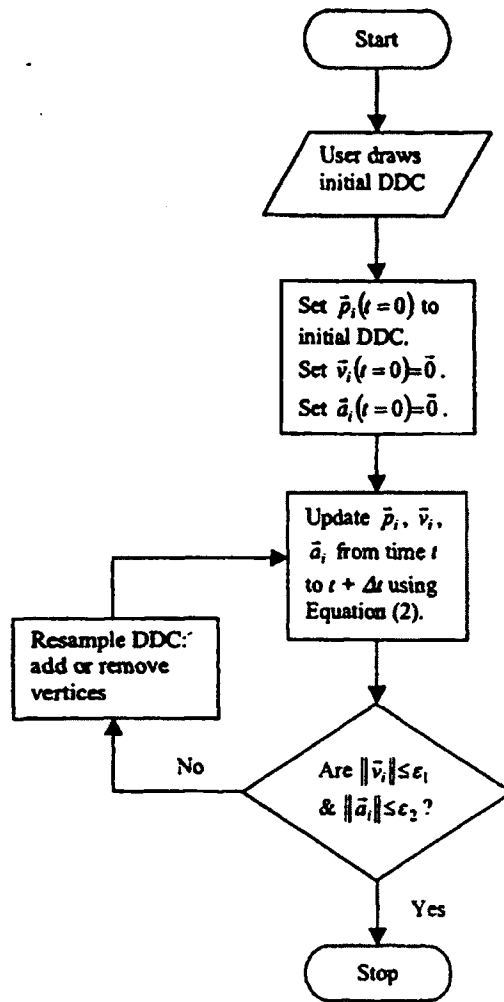 Start
User draws
initial DDC
Set p⃗ᵢ(t = 0) to
initial DDC.
Set v⃗ᵢ(t = 0)=0⃗ .
Set a⃗ᵢ(t = 0)=0⃗ .
Update p⃗ᵢ, v⃗ᵢ,
a⃗ᵢ from time t
to t + Δt using
Equation (2).
Resample DDC:
add or remove
vertices
No
Are ‖v⃗ᵢ‖≤ε₁
& ‖a⃗ᵢ‖≤ε₂ ?
Yes
Stop